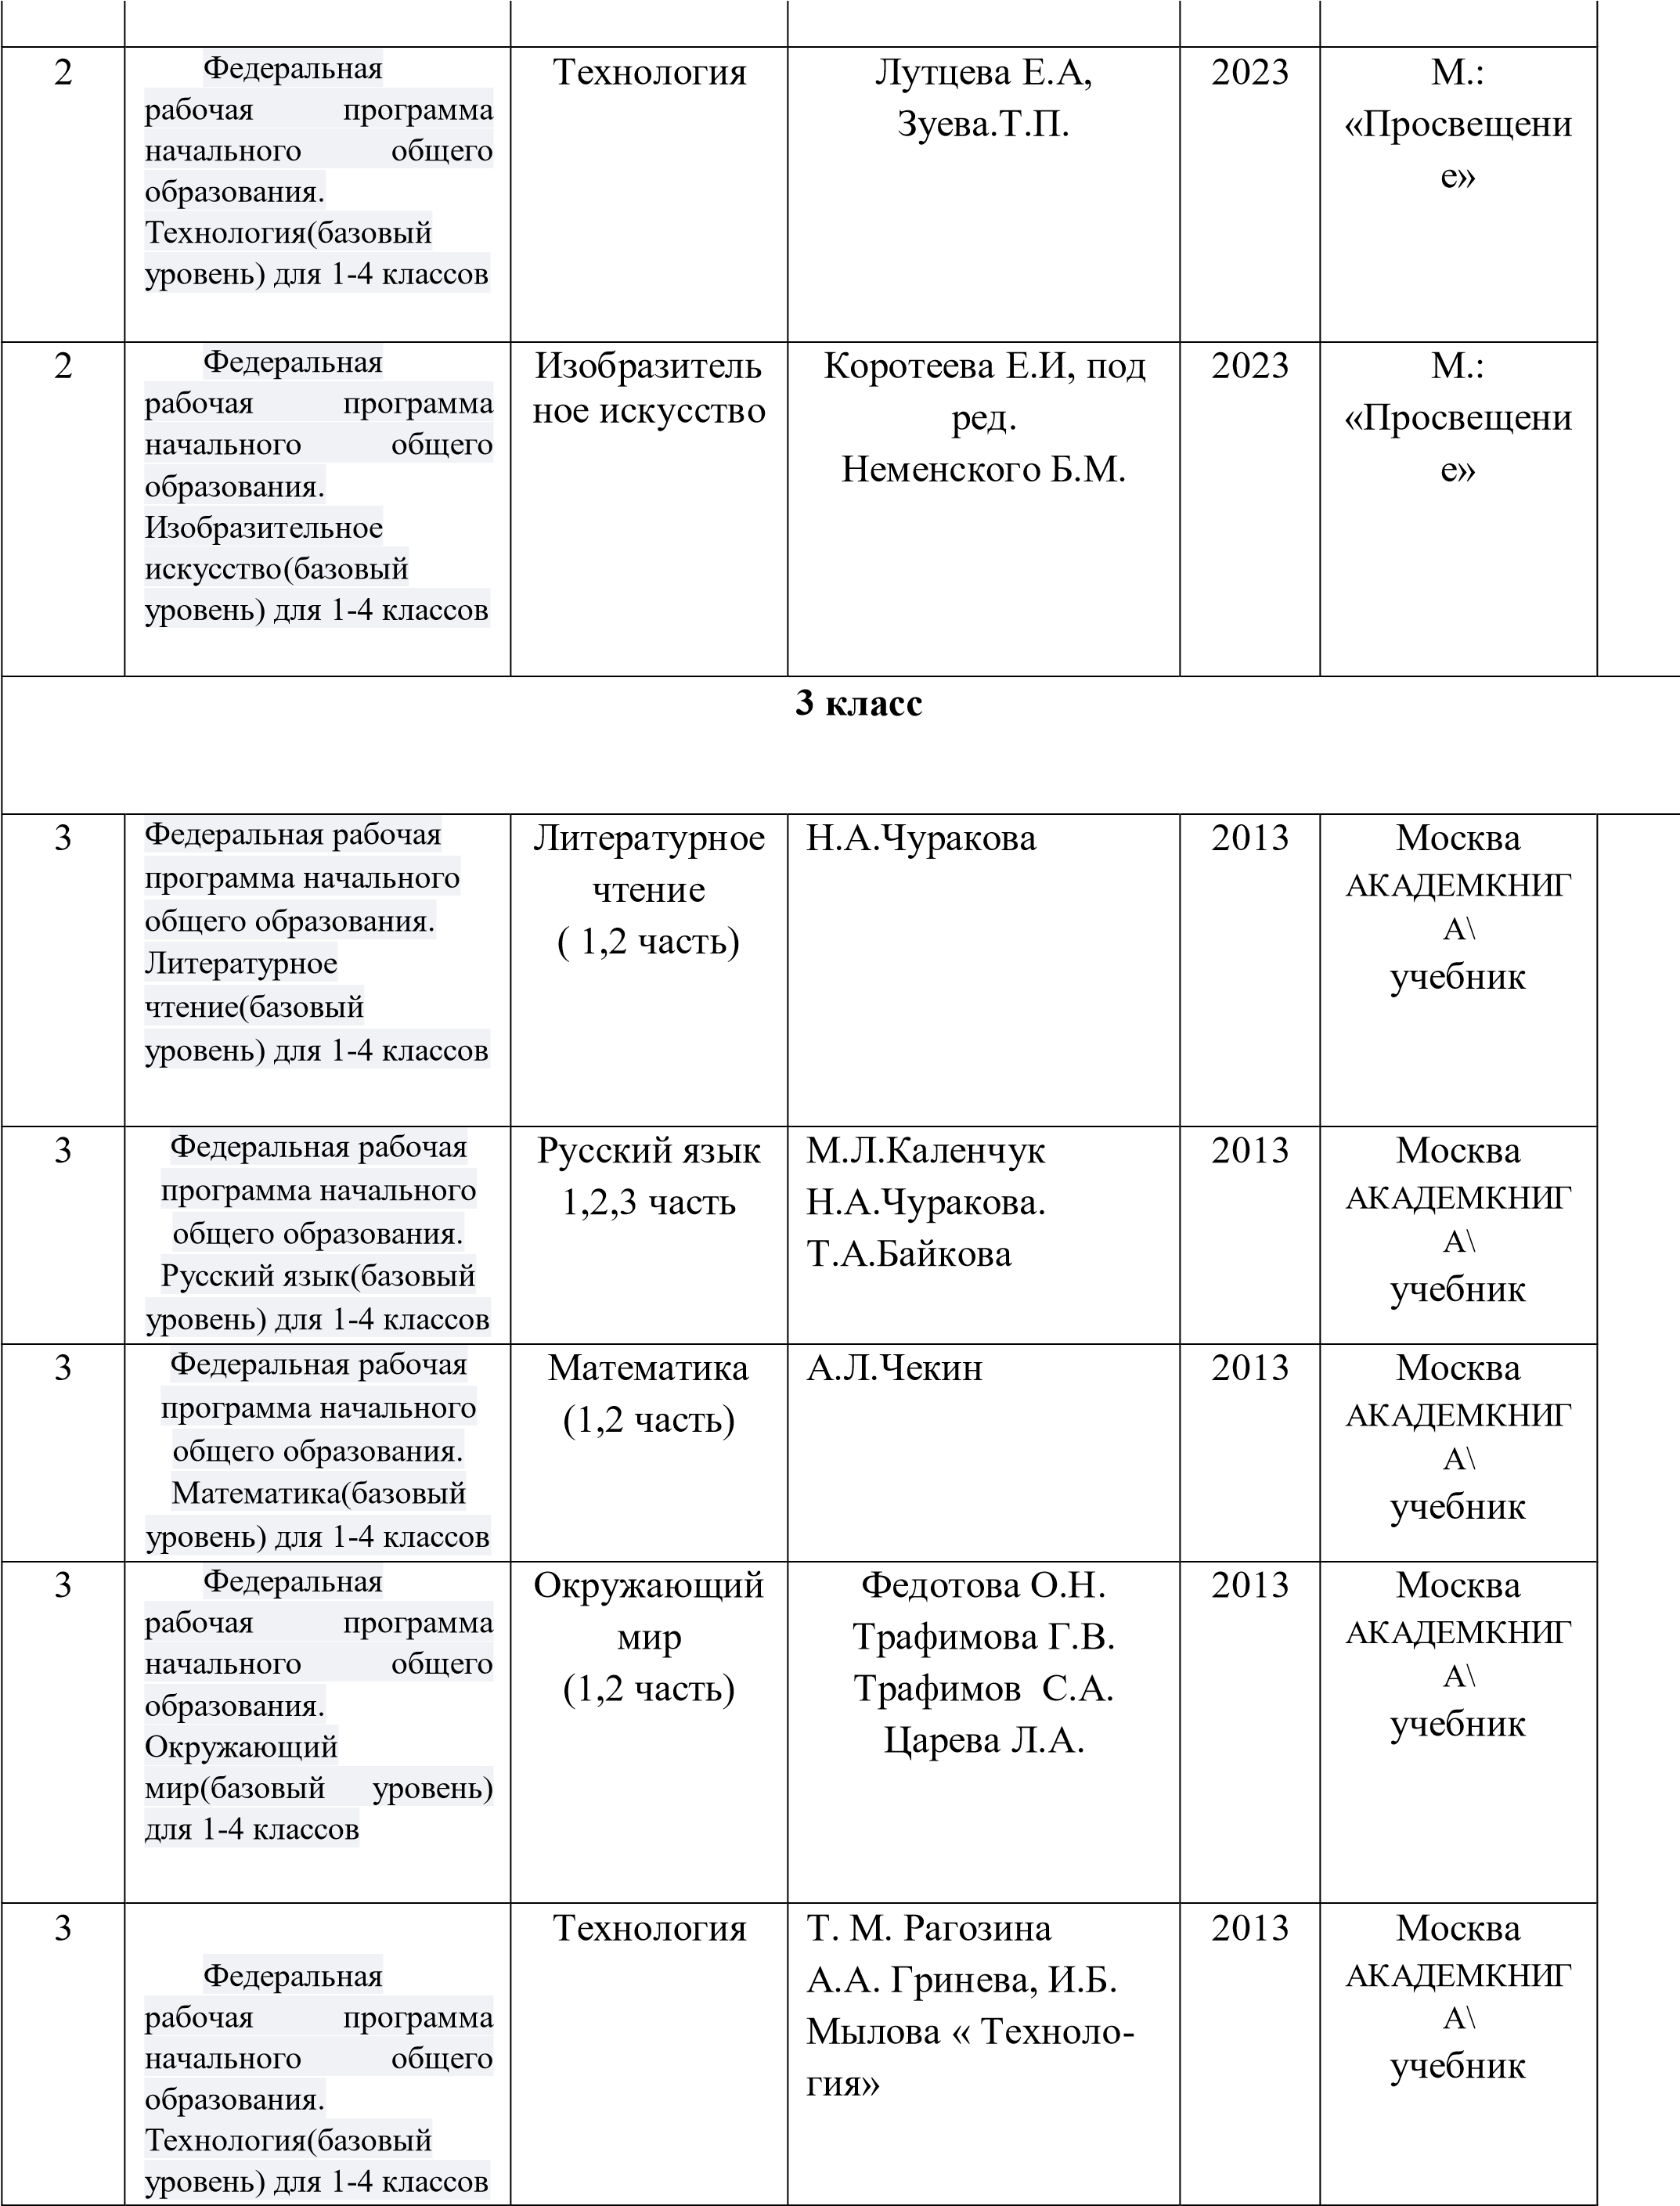 2
Федеральная
рабочая программа
начального общего
образования.
Технология(базовый
уровень) для 1-4 классов
Технология
Лутцева Е.А,
Зуева.Т.П.
2023
М.:
«Просвещени
е»
2
Федеральная
рабочая программа
начального общего
образования.
Изобразительное
искусство(базовый
уровень) для 1-4 классов
Изобразитель
ное искусство
Коротеева Е.И, под
ред.
Неменского Б.М.
2023
М.:
«Просвещени
е»
3 класс
3
Федеральная рабочая
программа начального
общего образования.
Литературное
чтение(базовый
уровень) для 1-4 классов
Литературное
чтение
( 1,2 часть)
Н.А.Чуракова
2013
Москва
АКАДЕМКНИГ
А\
учебник
3
Федеральная рабочая
программа начального
общего образования.
Русский язык(базовый
уровень) для 1-4 классов
Русский язык
1,2,3 часть
М.Л.Каленчук
Н.А.Чуракова.
Т.А.Байкова
2013
Москва
АКАДЕМКНИГ
А\
учебник
3
Федеральная рабочая
программа начального
общего образования.
Математика(базовый
уровень) для 1-4 классов
Математика
(1,2 часть)
А.Л.Чекин
2013
Москва
АКАДЕМКНИГ
А\
учебник
3
Федеральная
рабочая программа
начального общего
образования.
Окружающий
мир(базовый уровень)
для 1-4 классов
Окружающий
мир
(1,2 часть)
Федотова О.Н.
Трафимова Г.В.
Трафимов С.А.
Царева Л.А.
2013
Москва
АКАДЕМКНИГ
А\
учебник
3
Федеральная
рабочая программа
начального общего
образования.
Технология(базовый
уровень) для 1-4 классов
Технология
Т. М. Рагозина
А.А. Гринева, И.Б.
Мылова « Техноло-
гия»
2013
Москва
АКАДЕМКНИГ
А\
учебник